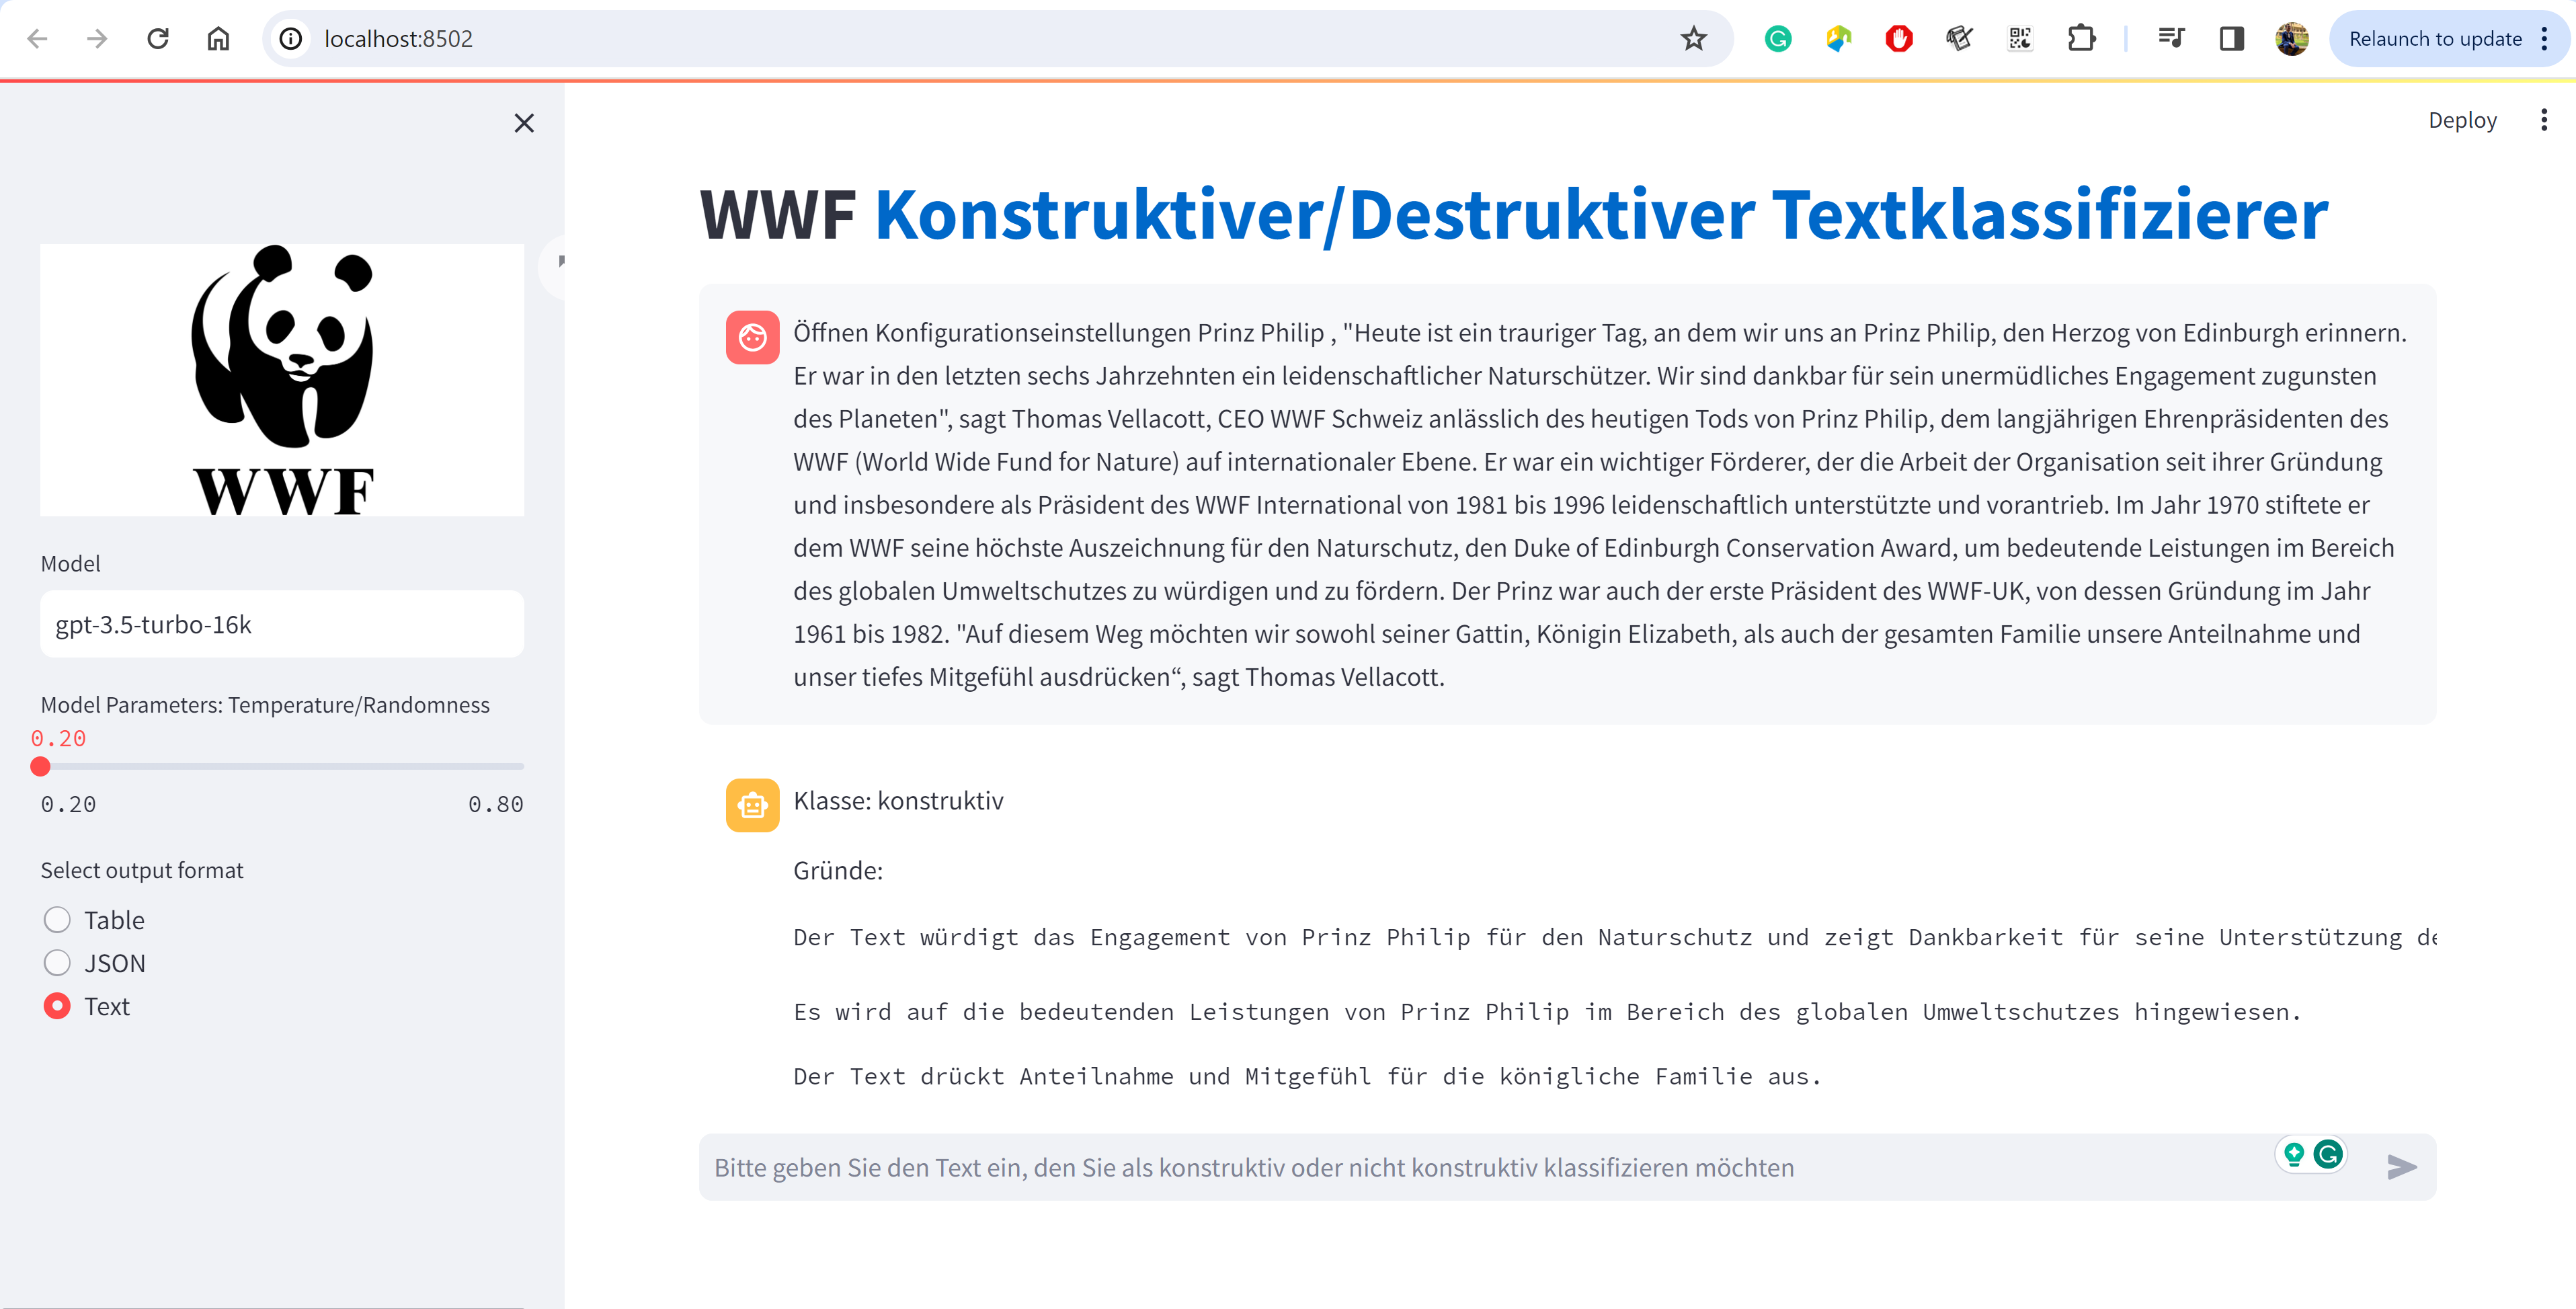 localhost:8502
Relaunch to update
Deploy
WWF
Model
gpt-3.5-turbo-16k
Model Parameters: Temperature/Randomness
0.20
0.20 0.80
Select output format
Table
JSON
Text
WWF Konstruktiver/Destruktiver Textklassifizierer
Öffnen Konfigurationseinstellungen Prinz Philip , "Heute ist ein trauriger Tag, an dem wir uns an Prinz Philip, den Herzog von Edinburgh erinnern.
Er war in den letzten sechs Jahrzehnten ein leidenschaftlicher Naturschützer. Wir sind dankbar für sein unermüdliches Engagement zugunsten
des Planeten", sagt Thomas Vellacott, CEO WWF Schweiz anlässlich des heutigen Tods von Prinz Philip, dem langjährigen Ehrenpräsidenten des
WWF (World Wide Fund for Nature) auf internationaler Ebene. Er war ein wichtiger Förderer, der die Arbeit der Organisation seit ihrer Gründung
und insbesondere als Präsident des WWF International von 1981 bis 1996 leidenschaftlich unterstützte und vorantrieb. Im Jahr 1970 stiftete er
dem WWF seine höchste Auszeichnung für den Naturschutz, den Duke of Edinburgh Conservation Award, um bedeutende Leistungen im Bereich
des globalen Umweltschutzes zu würdigen und zu fördern. Der Prinz war auch der erste Präsident des WWF-UK, von dessen Gründung im Jahr
1961 bis 1982. "Auf diesem Weg möchten wir sowohl seiner Gattin, Königin Elizabeth, als auch der gesamten Familie unsere Anteilnahme und
unser tiefes Mitgefühl ausdrücken“, sagt Thomas Vellacott.
Klasse: konstruktiv
Gründe:
Der Text würdigt das Engagement von Prinz Philip für den Naturschutz und zeigt Dankbarkeit für seine Unterstützung
Es wird auf die bedeutenden Leistungen von Prinz Philip im Bereich des globalen Umweltschutzes hingewiesen.
Der Text drückt Anteilnahme und Mitgefühl für die königliche Familie aus.
Bitte geben Sie den Text ein, den Sie als konstruktiv oder nicht konstruktiv klassifizieren möchten